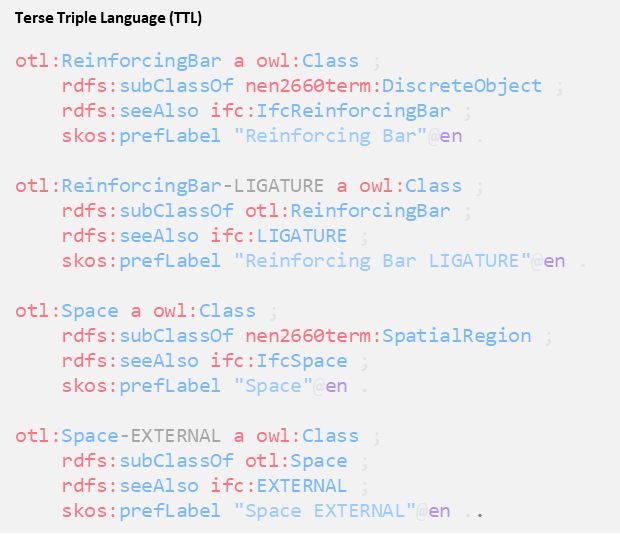 Terse Triple Language (TTL)
otl:ReinforcingBar a owl:Class ;
rdfs:subClassOf nen2660term:DiscreteObject ;
rdfs:seeAlso ifc:IfcReinforcingBar ;
skos:prefLabel "Reinforcing Bar"@en .
otl:ReinforcingBar-LIGATURE a owl:Class ;
rdfs:subClassOf otl:ReinforcingBar ;
rdfs:seeAlso ifc:LIGATURE ;
skos:prefLabel "Reinforcing Bar LIGATURE"@en .
otl:Space a owl:Class ;
rdfs:subClassOf nen2660term:SpatialRegion ;
rdfs:seeAlso ifc:IfcSpace ;
skos:prefLabel "Space"@en .
otl:Space-EXTERNAL a owl:Class ;
rdfs:subClassOf otl:Space ;
rdfs:seeAlso ifc:EXTERNAL ;
skos:prefLabel "Space EXTERNAL"@en ..